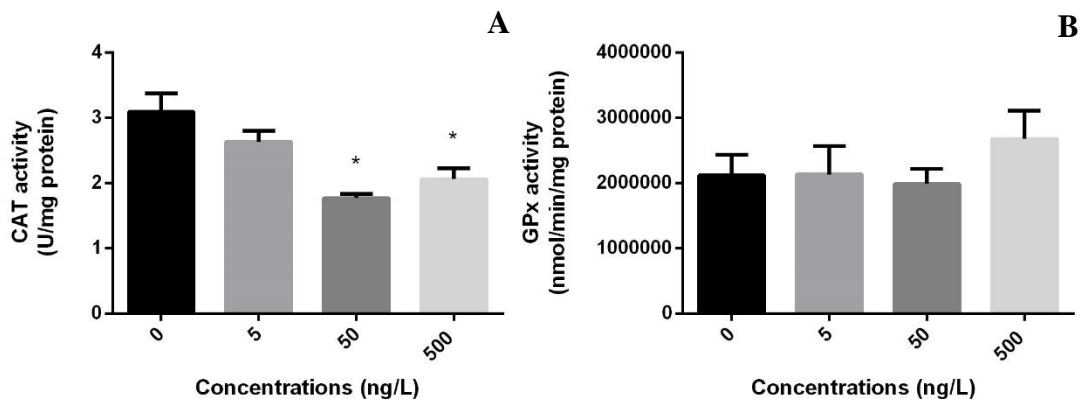 A
CAT activity
(U/mg protein)
4
3
2
1
0
*
*
0
5
50
500
Concentrations (ng/L)
B
GPx activity
(nmol/min/mg protein)
4000000
3000000
2000000
1000000
0
0
5
50
500
Concentrations (ng/L)